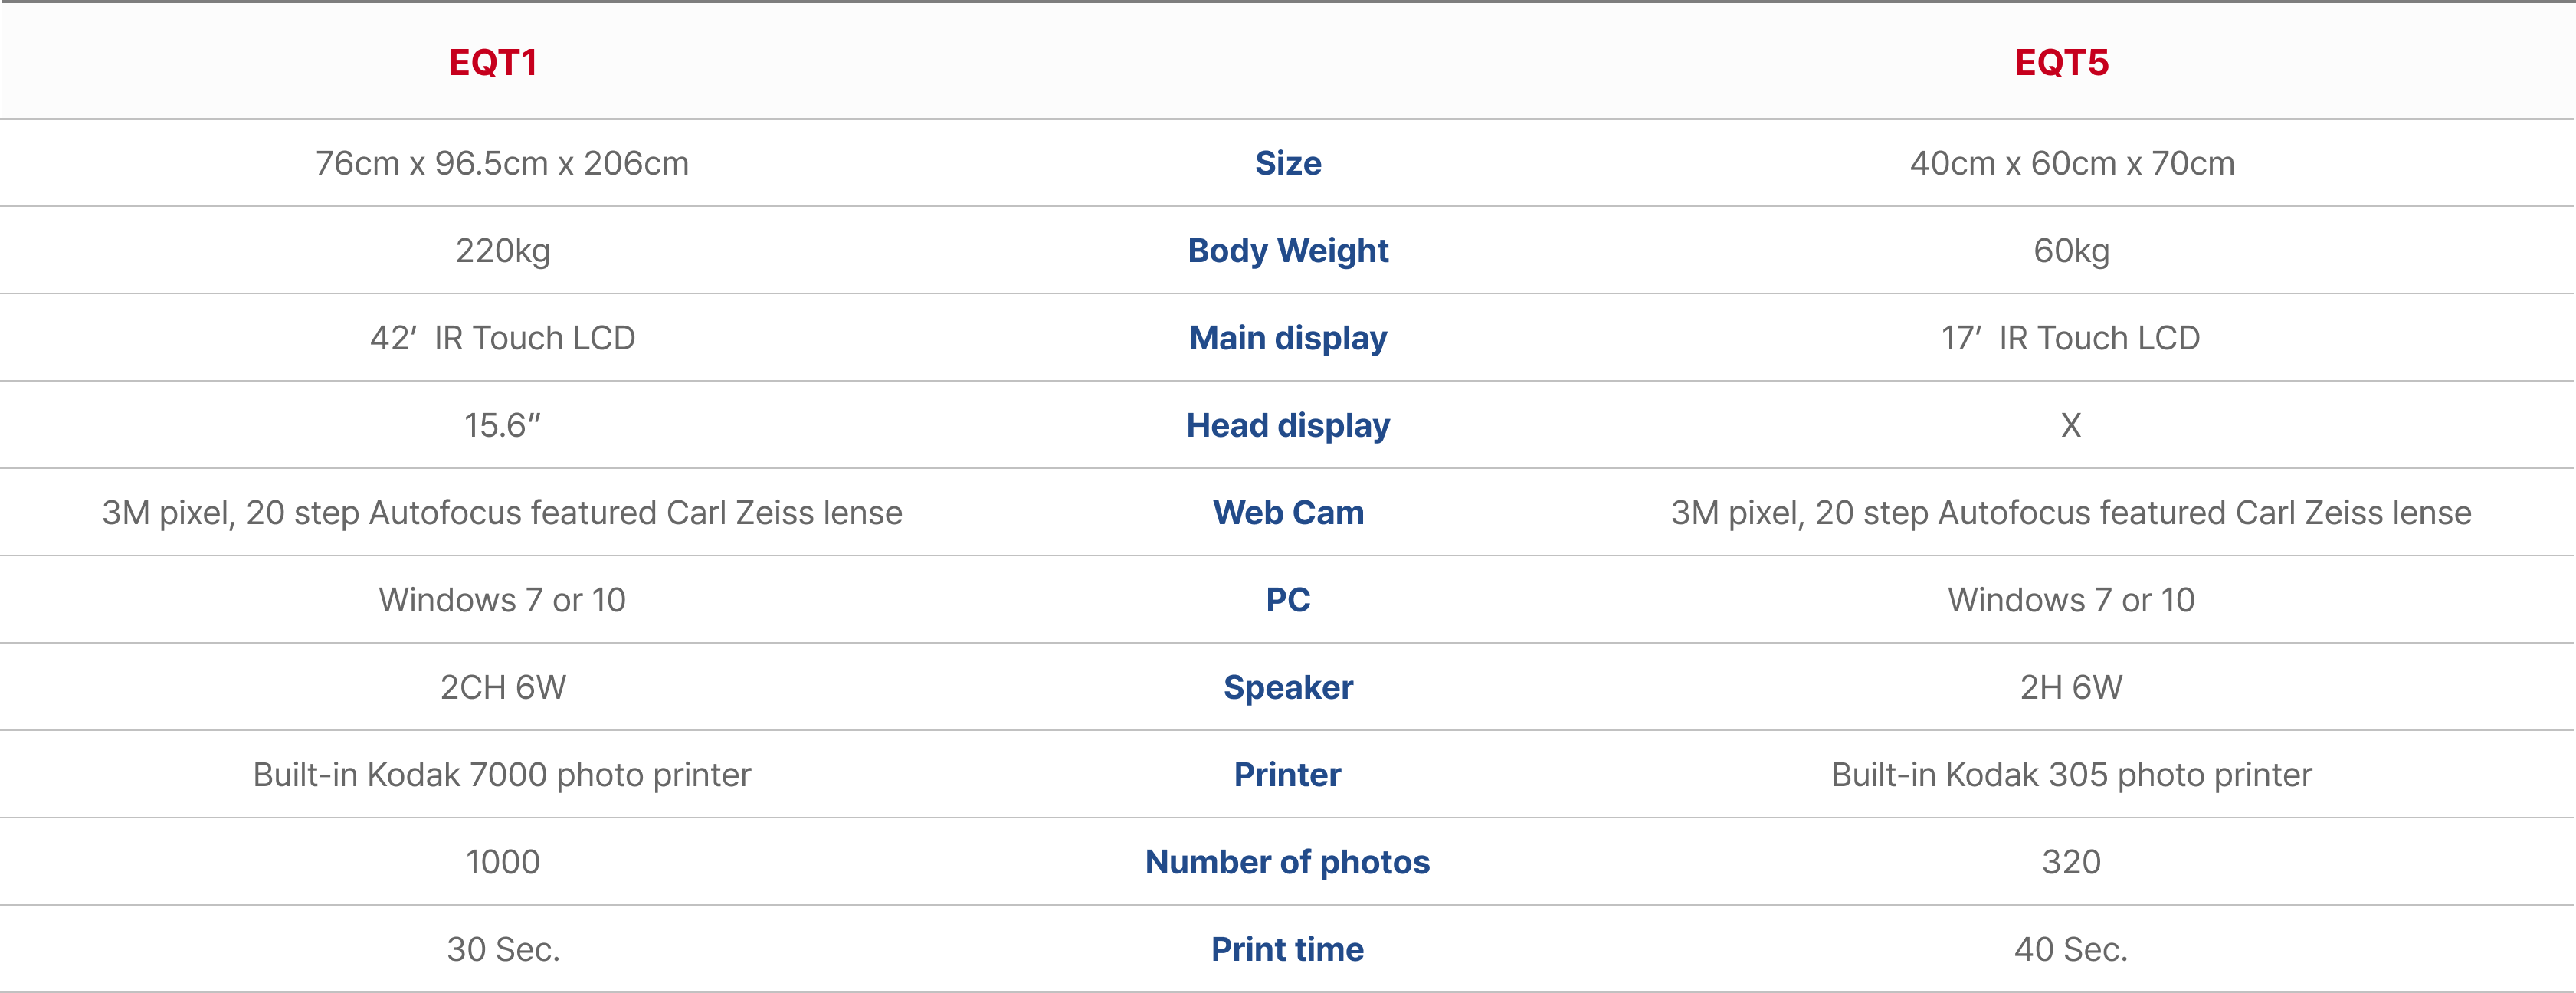 EQT1 EQT5
76cm x 96.5cm x 206cm Size 40cm x 60cm x 70cm
220kg Body Weight 60kg
42′ IR Touch LCD Main display 17′ IR Touch LCD
15.6″ Head display X
3M pixel, 20 step Autofocus featured Carl Zeiss lense Web Cam 3M pixel, 20 step Autofocus featured Carl Zeiss lense
Windows 7 or 10 PC Windows 7 or 10
2CH 6W Speaker 2H 6W
Built-in Kodak 7000 photo printer Printer Built-in Kodak 305 photo printer
1000 Number of photos 320
30 Sec. Print time 40 Sec.